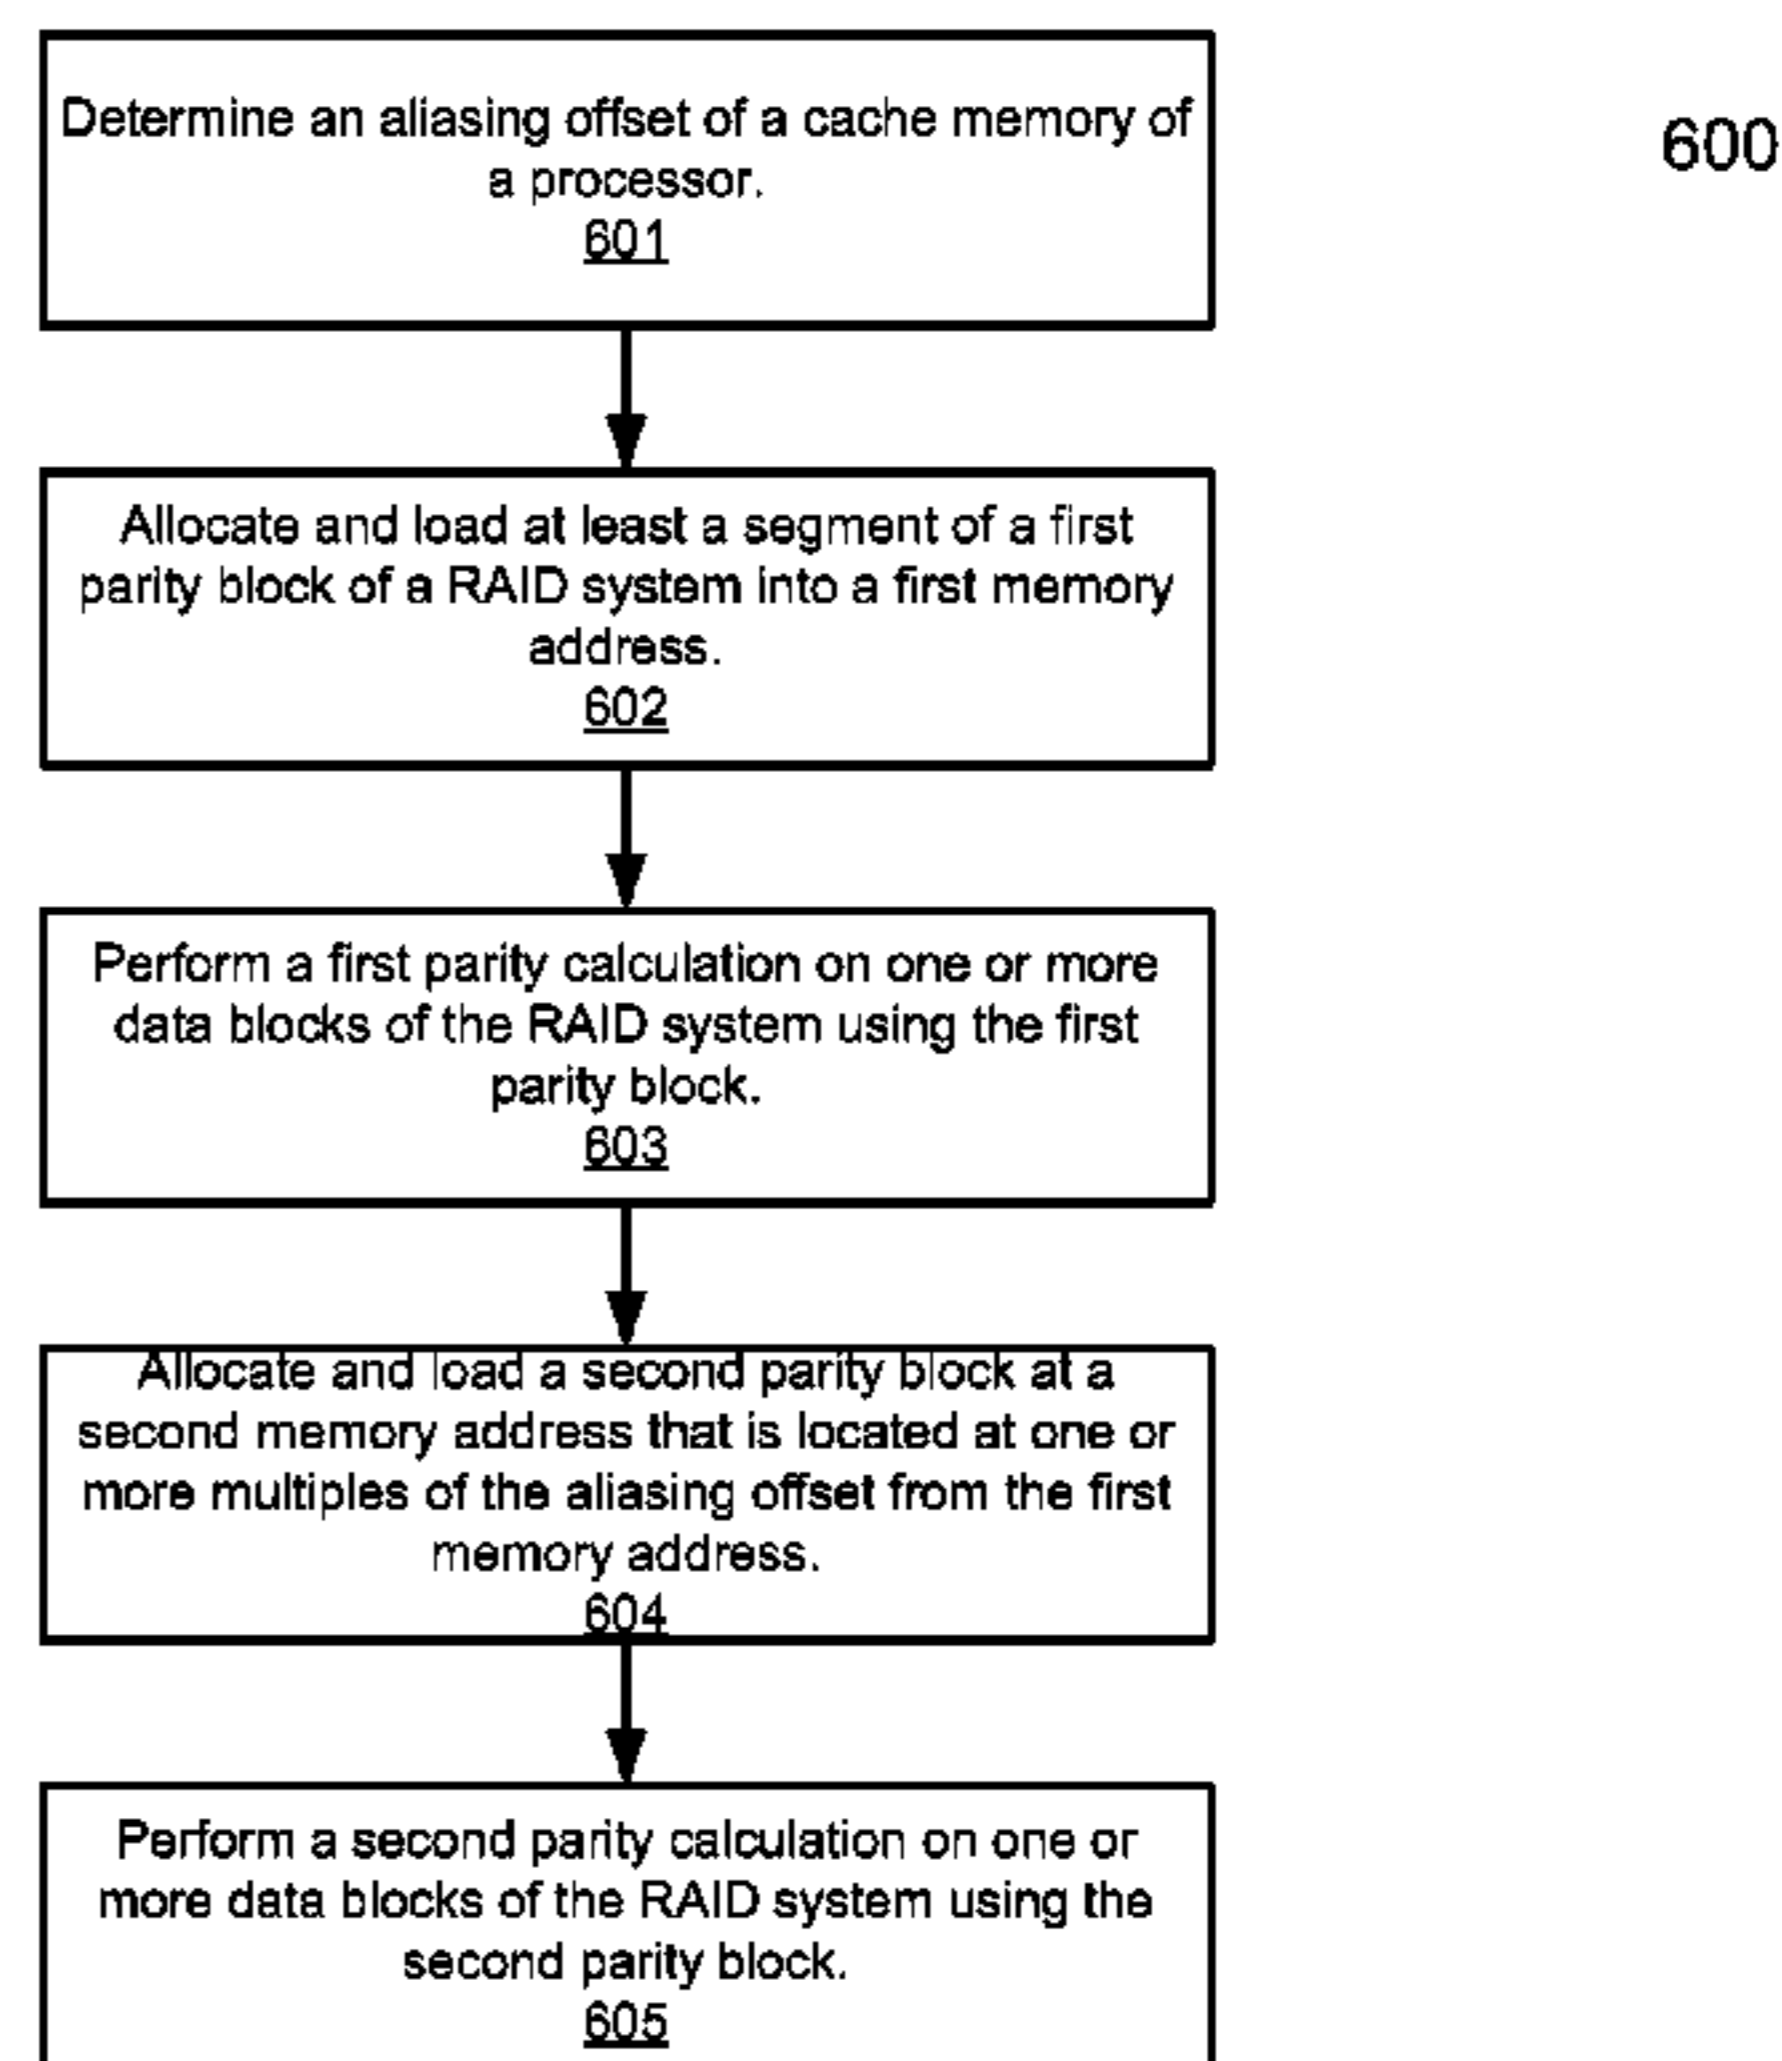 Determine an aliasing offset of a cache memory of
a processor.
601
600
Allocate and load at least a segment of a first
parity block of a RAID system into a first memory
address.
602
Perform a first parity calculation on one or more
data blocks of the RAID system using the first
parity block.
603
Allocate and load a second parity block at a
second memory address that is located at one or
more multiples of the aliasing offset from the first
memory address.
604
Perform a second parity calculation on one or
more data blocks of the RAID system using the
second parity block.
605